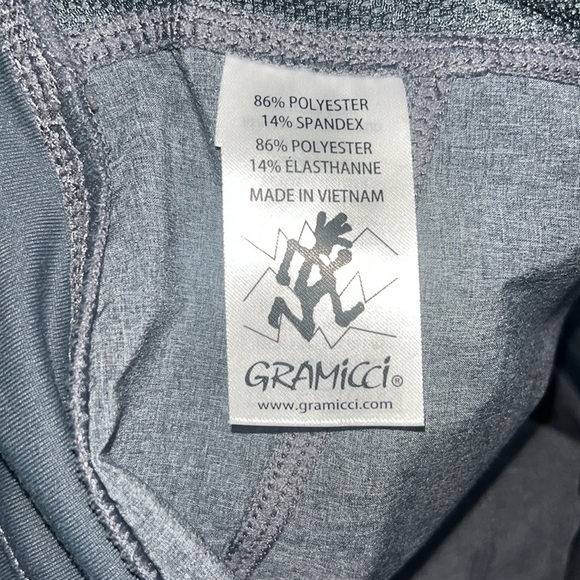 86% POLYESTER
14% SPANDEX
86% POLYESTER
14% ÉLASTHANNE
MADE IN VIETNAM
GRAMiCCi®
www.gramicci.com